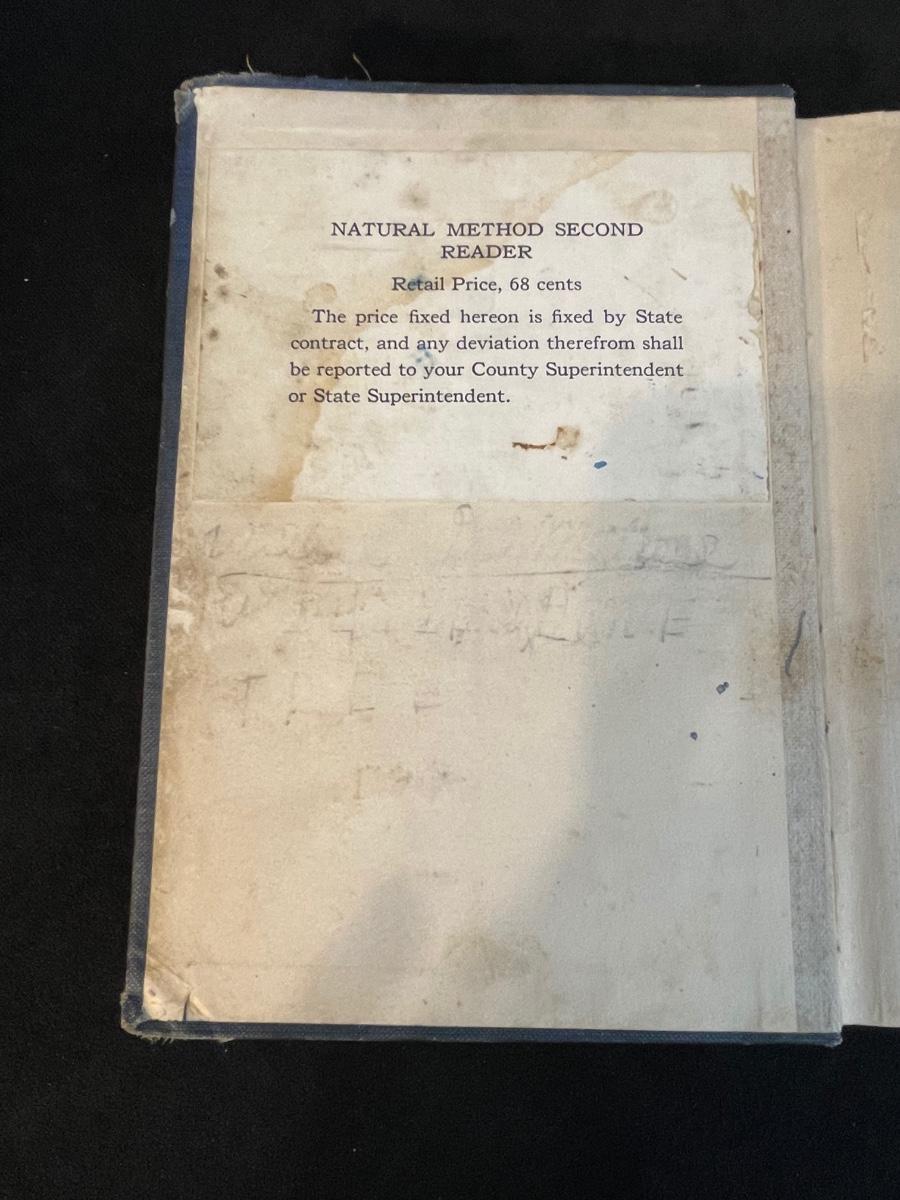 NATURAL METHOD SECOND
READER
Retail Price, 68 cents
The price fixed hereon is fixed by State
contract, and any deviation therefrom shall
be reported to your County Superintendent
or State Superintendent.